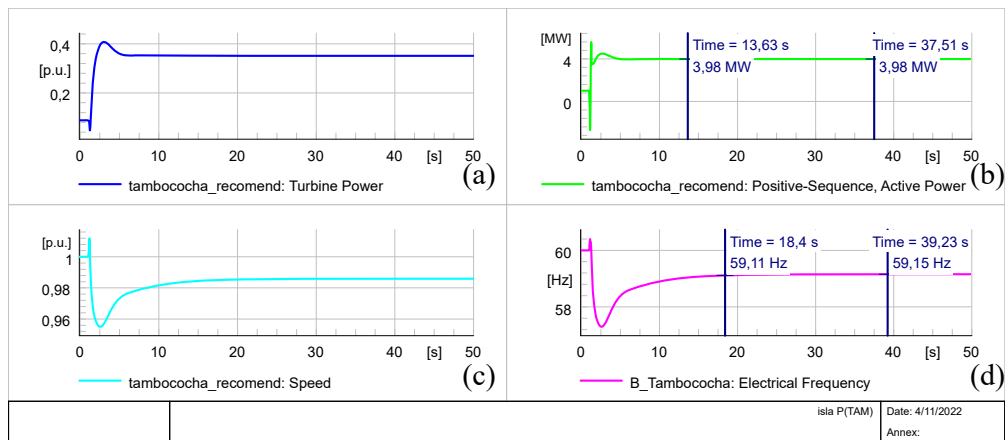 0,4
[p.u.]
0,2
0 10 20 30 40 [s] 50
tambococha_recomend: Turbine Power
(a)
[MW]
4
0
Time = 13,63 s
3,98 MW
Time = 37,51 s
3,98 MW
0 10 20 30 40 [s] 50
tambococha_recomend: Positive-Sequence, Active Power
(b)
[p.u.]
1
0,98
0,96
0 10 20 30 40 [s] 50
tambococha_recomend: Speed
(c)
60
[Hz]
58
Time = 18,4 s
59,11 Hz
Time = 39,23 s
59,15 Hz
0 10 20 30 40 [s] 50
B_Tambococha: Electrical Frequency
(d)
isla P(TAM)
Date: 4/11/2022
Annex: